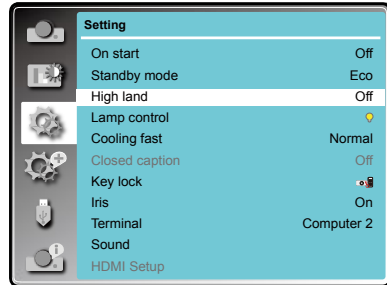 Setting
On start Off
Standby mode Eco
High land Off
Lamp control
Cooling fast Normal
Closed caption Off
Key lock
Iris On
Terminal Computer 2
Sound
HDMI Setup